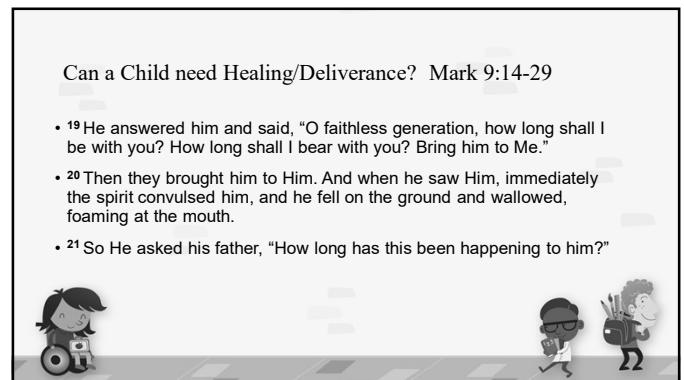 Can a Child need Healing/Deliverance? Mark 9:14-29
• 19 He answered him and said, “O faithless generation, how long shall I
be with you? How long shall I bear with you? Bring him to Me.”
• 20 Then they brought him to Him. And when he saw Him, immediately
the spirit convulsed him, and he fell on the ground and wallowed,
foaming at the mouth.
• 21 So He asked his father, “How long has this been happening to him?”